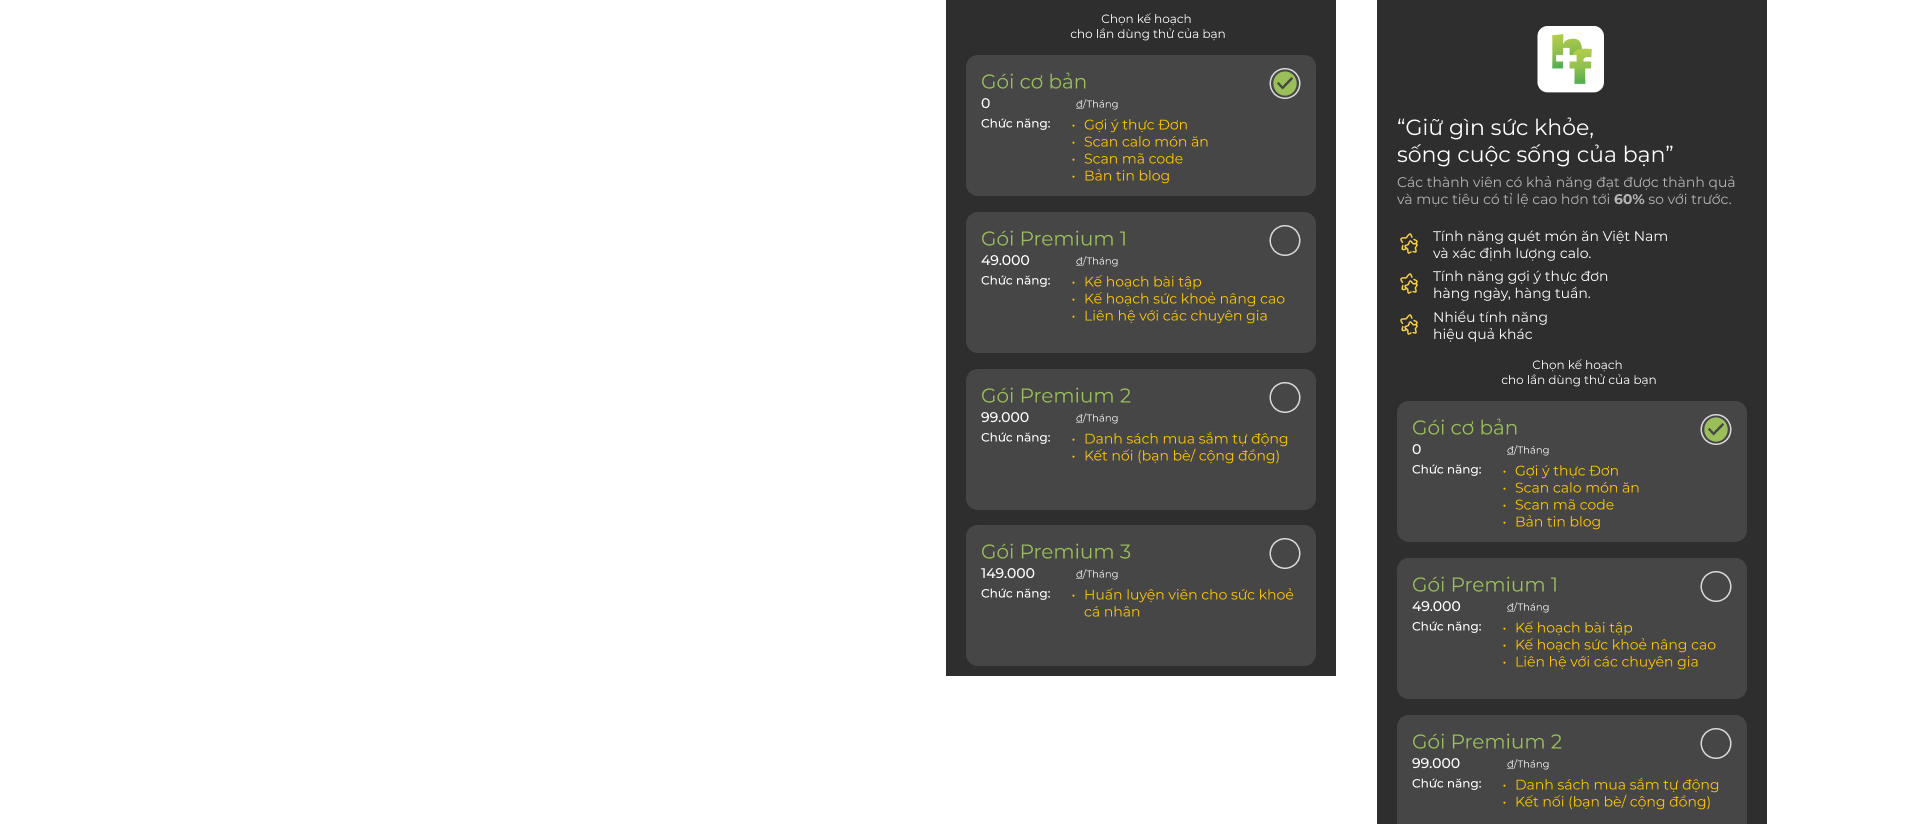 Chọn kế hoạch
cho lần dùng thử của bạn
Gói cơ bản
0 đ/Tháng
Chức năng:
• Gợi ý thực Đơn
• Scan calo món ăn
• Scan mã code
• Bản tin blog
Gói Premium 1
49.000 đ/Tháng
Chức năng:
• Kế hoạch bài tập
• Kế hoạch sức khoẻ nâng cao
• Liên hệ với các chuyên gia
Gói Premium 2
99.000 đ/Tháng
Chức năng:
• Danh sách mua sắm tự động
• Kết nối (bạn bè/ cộng đồng)
Gói Premium 3
149.000 đ/Tháng
Chức năng:
• Huấn luyện viên cho sức khoẻ
cá nhân
hf
“Giữ gìn sức khỏe,
sống cuộc sống của bạn”
Các thành viên có khả năng đạt được thành quả
và mục tiêu có tỉ lệ cao hơn tới 60% so với trước.
Tính năng quét món ăn Việt Nam
và xác định lượng calo.
Tính năng gợi ý thực đơn
hàng ngày, hàng tuần.
Nhiều tính năng
hiệu quả khác
Chọn kế hoạch
cho lần dùng thử của bạn
Gói cơ bản
0 đ/Tháng
Chức năng:
• Gợi ý thực Đơn
• Scan calo món ăn
• Scan mã code
• Bản tin blog
Gói Premium 1
49.000 đ/Tháng
Chức năng:
• Kế hoạch bài tập
• Kế hoạch sức khoẻ nâng cao
• Liên hệ với các chuyên gia
Gói Premium 2
99.000 đ/Tháng
Chức năng:
• Danh sách mua sắm tự động
• Kết nối (bạn bè/ cộng đồng)